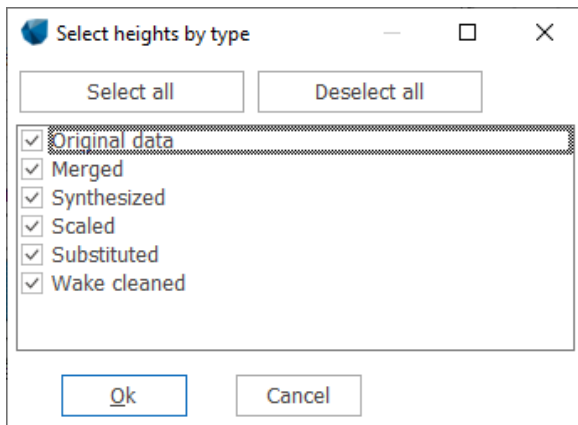 Select heights by type
Select all Deselect all
Original data
Merged
Synthesized
Scaled
Substituted
Wake cleaned
Ok Cancel